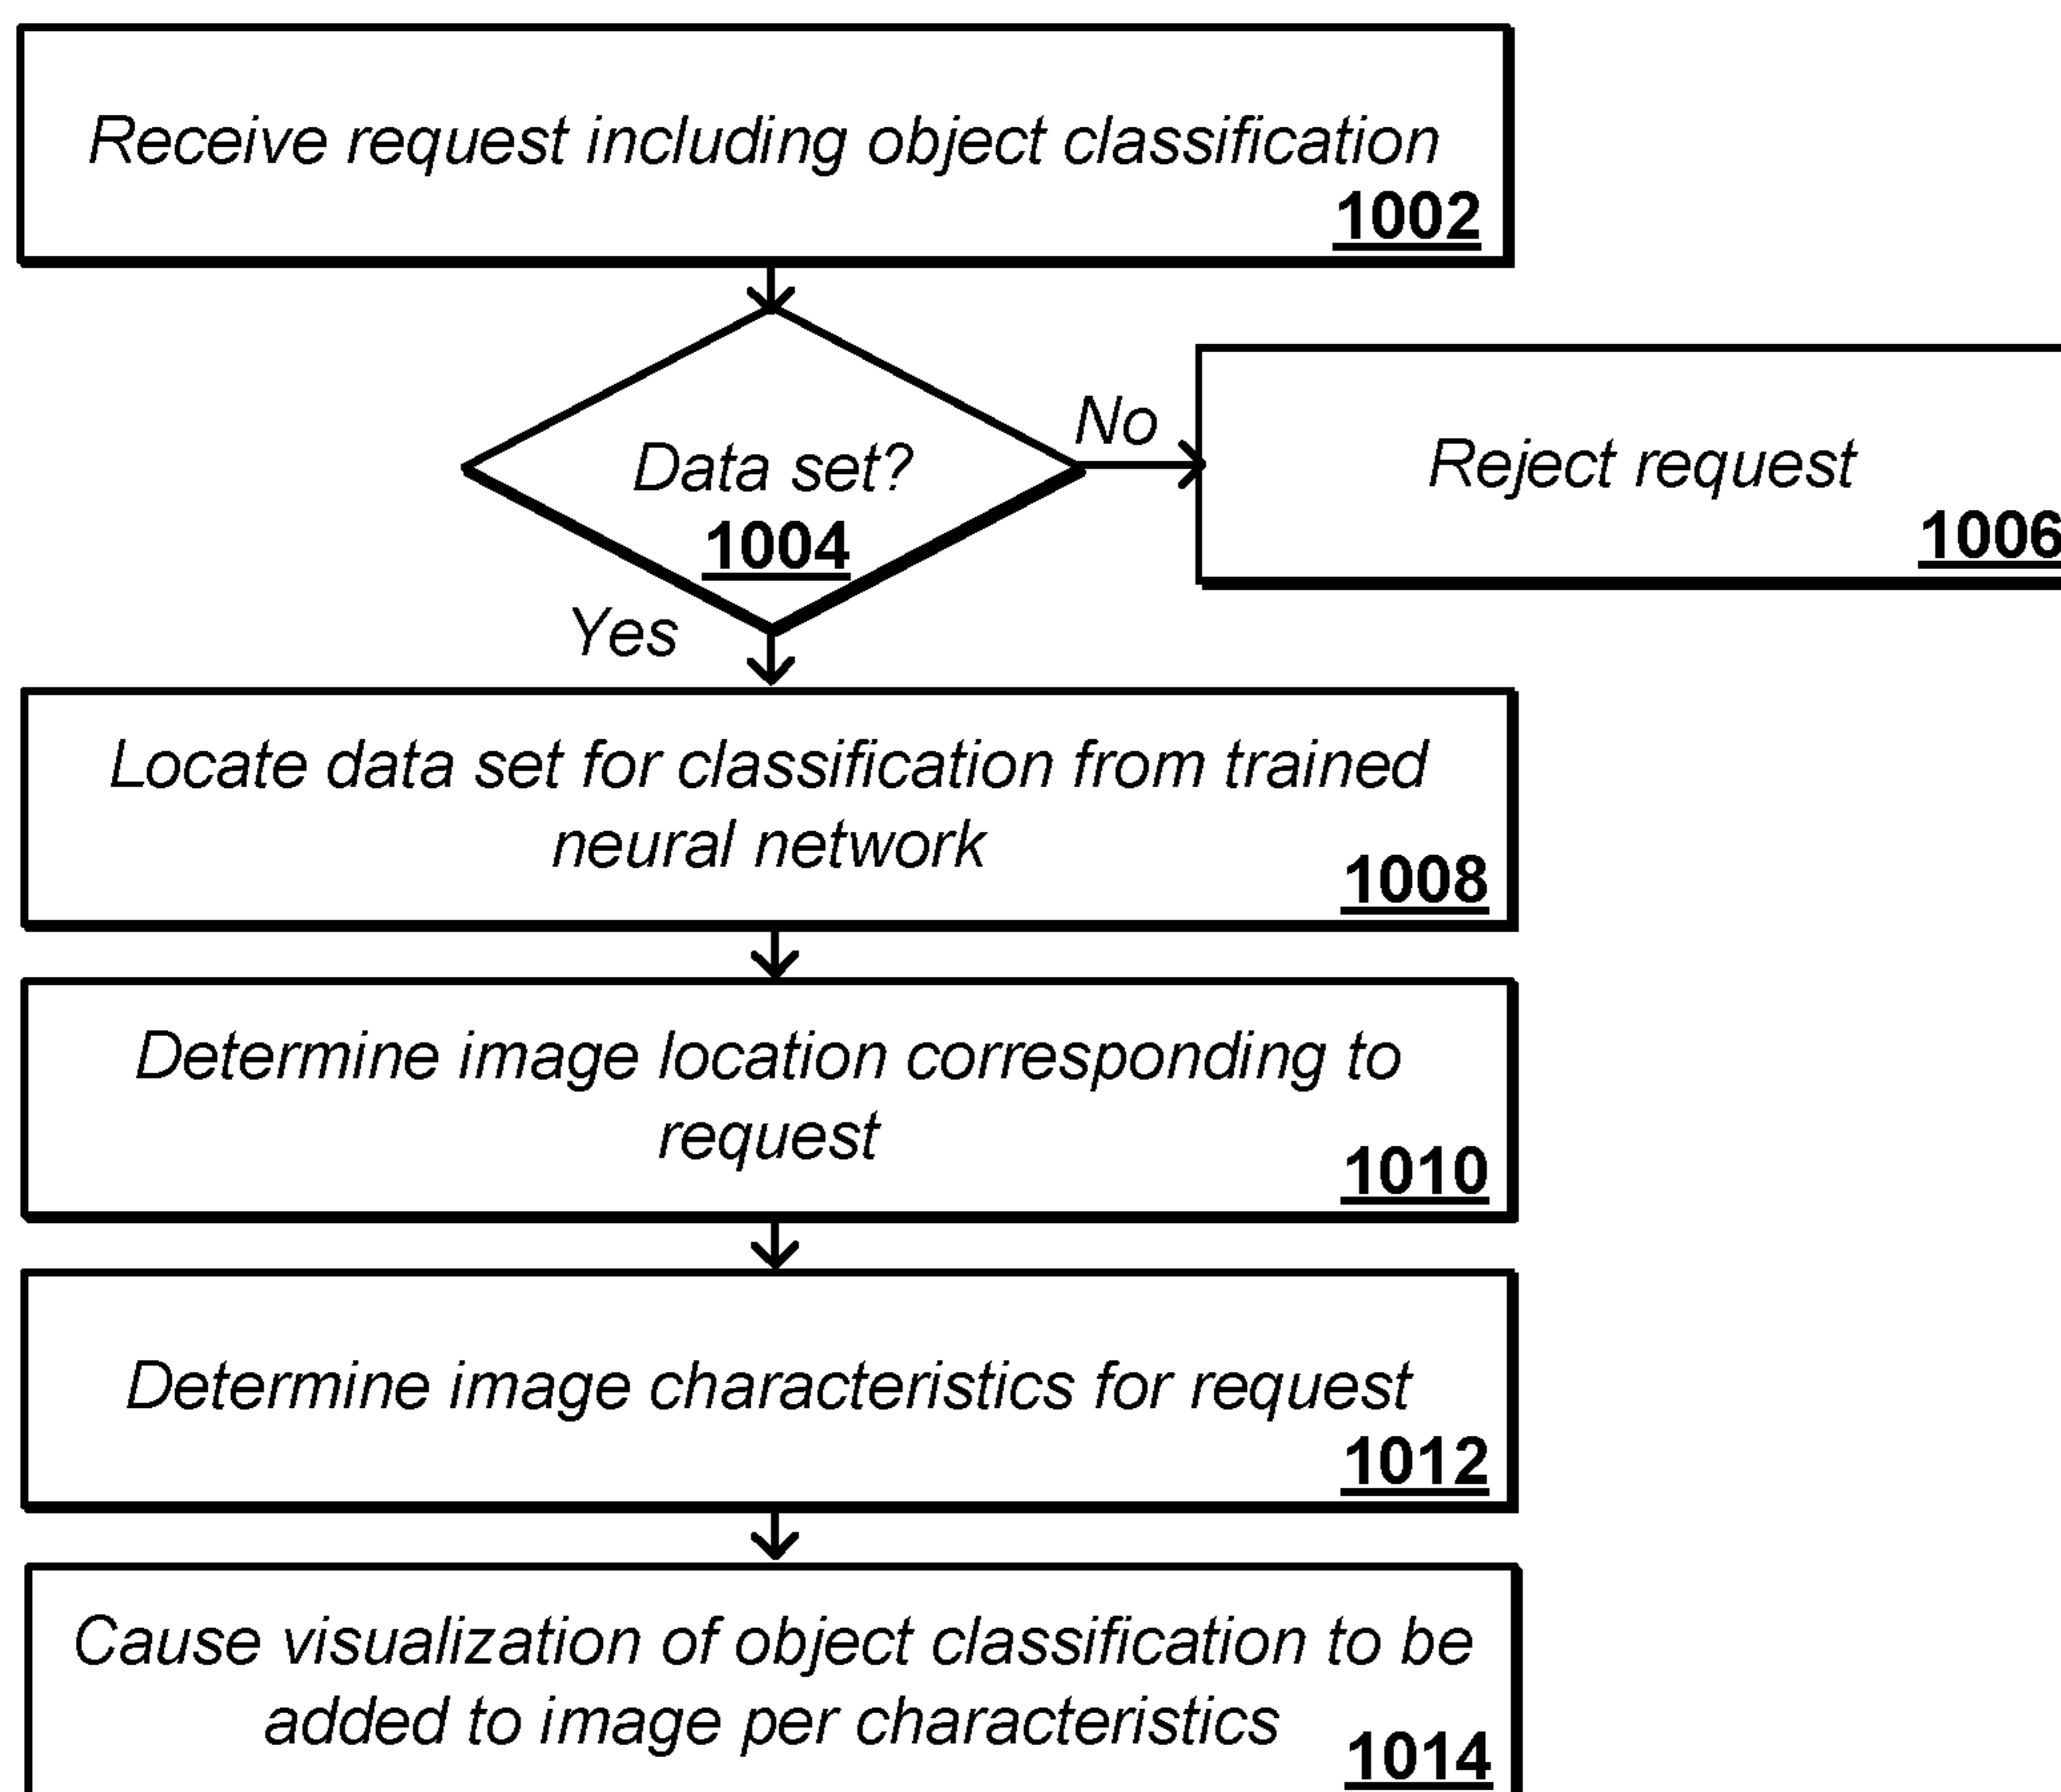 Receive request including object classification
1002
Data set?
1004
No
Reject request
1006
Yes
Locate data set for classification from trained
neural network
1008
Determine image location corresponding to
request
1010
Determine image characteristics for request
1012
Cause visualization of object classification to be
added to image per characteristics
1014